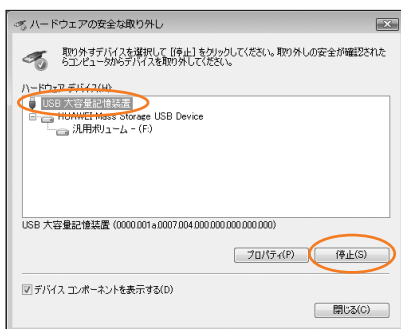 ハードウェアの安全な取り外し
取り外すデバイスを選択して [停止] をクリックしてください。取り外しの安全が確認された
らコンピュータからデバイスを取り外してください。
ハードウェア デバイス(H)
USB 大容量記憶装置
HUAWEI Mass Storage USB Device
汎用ボリューム - (F:)
USB 大容量記憶装置 (0000.001a.0007.004.000.000.000.000.000)
プロパティ(P)
停止(S)
デバイス コンポーネントを表示する(D)
閉じる(C)